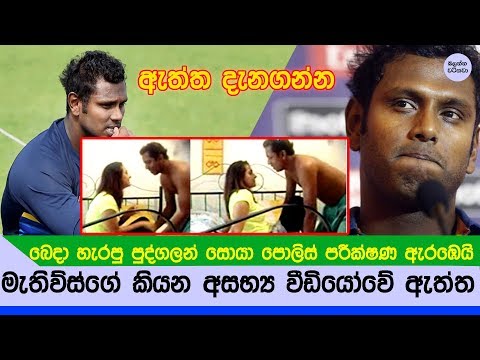 ඇත්ත දැනගන්න
බෙදා හැරපු පුද්ගලන් සොයා පොලිස් පරීක්ෂණ ඇරඹෙයි
මැතිව්ස්ගේ කියන අසභ්‍ය වීඩියෝවේ ඇත්ත